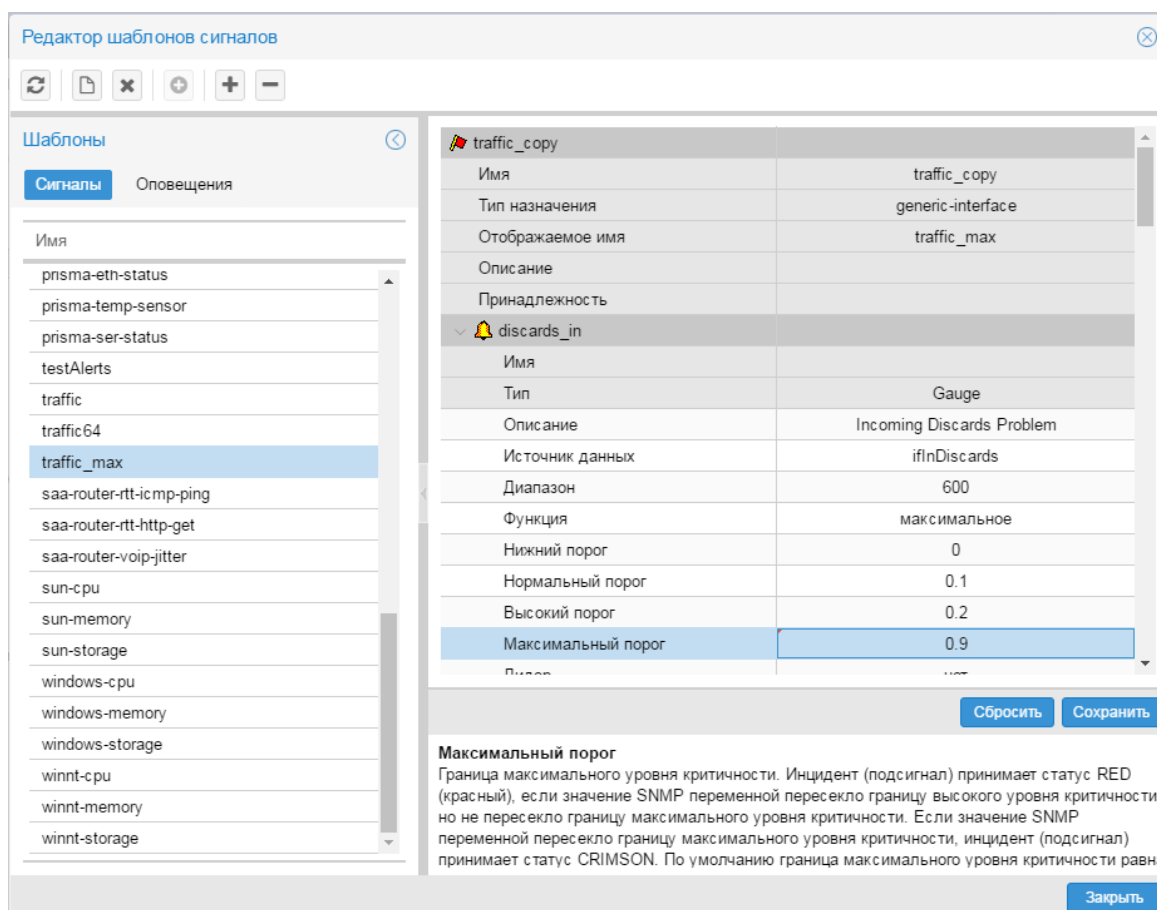 Редактор шаблонов сигналов
Шаблоны
Сигналы Оповещения
Имя
prisma-eth-status
prisma-temp-sensor
prisma-ser-status
testAlerts
traffic
traffic64
traffic_max
saa-router-rtt-icmp-ping
saa-router-rtt-http-get
saa-router-voip-jitter
sun-cpu
sun-memory
sun-storage
windows-cpu
windows-memory
windows-storage
winnt-cpu
winnt-memory
winnt-storage
traffic_copy
Имя traffic_copy
Тип назначения generic-interface
Отображаемое имя traffic_max
Описание
Принадлежность
discards_in
Имя
Тип Gauge
Описание Incoming Discards Problem
Источник данных ifInDiscards
Диапазон 600
Функция максимальное
Нижний порог 0
Нормальный порог 0.1
Высокий порог 0.2
Максимальный порог 0.9
Лидер нет
Сбросить Сохранить
Максимальный порог
Граница максимального уровня критичности. Инцидент (подсигнал) принимает статус RED
(красный), если значение SNMP переменной пересекло границу высокого уровня критичности
но не пересекло границу максимального уровня критичности. Если значение SNMP
переменной пересекло границу максимального уровня критичности, инцидент (подсигнал)
принимает статус CRIMSON. По умолчанию граница максимального уровня критичности равн
Закрыть